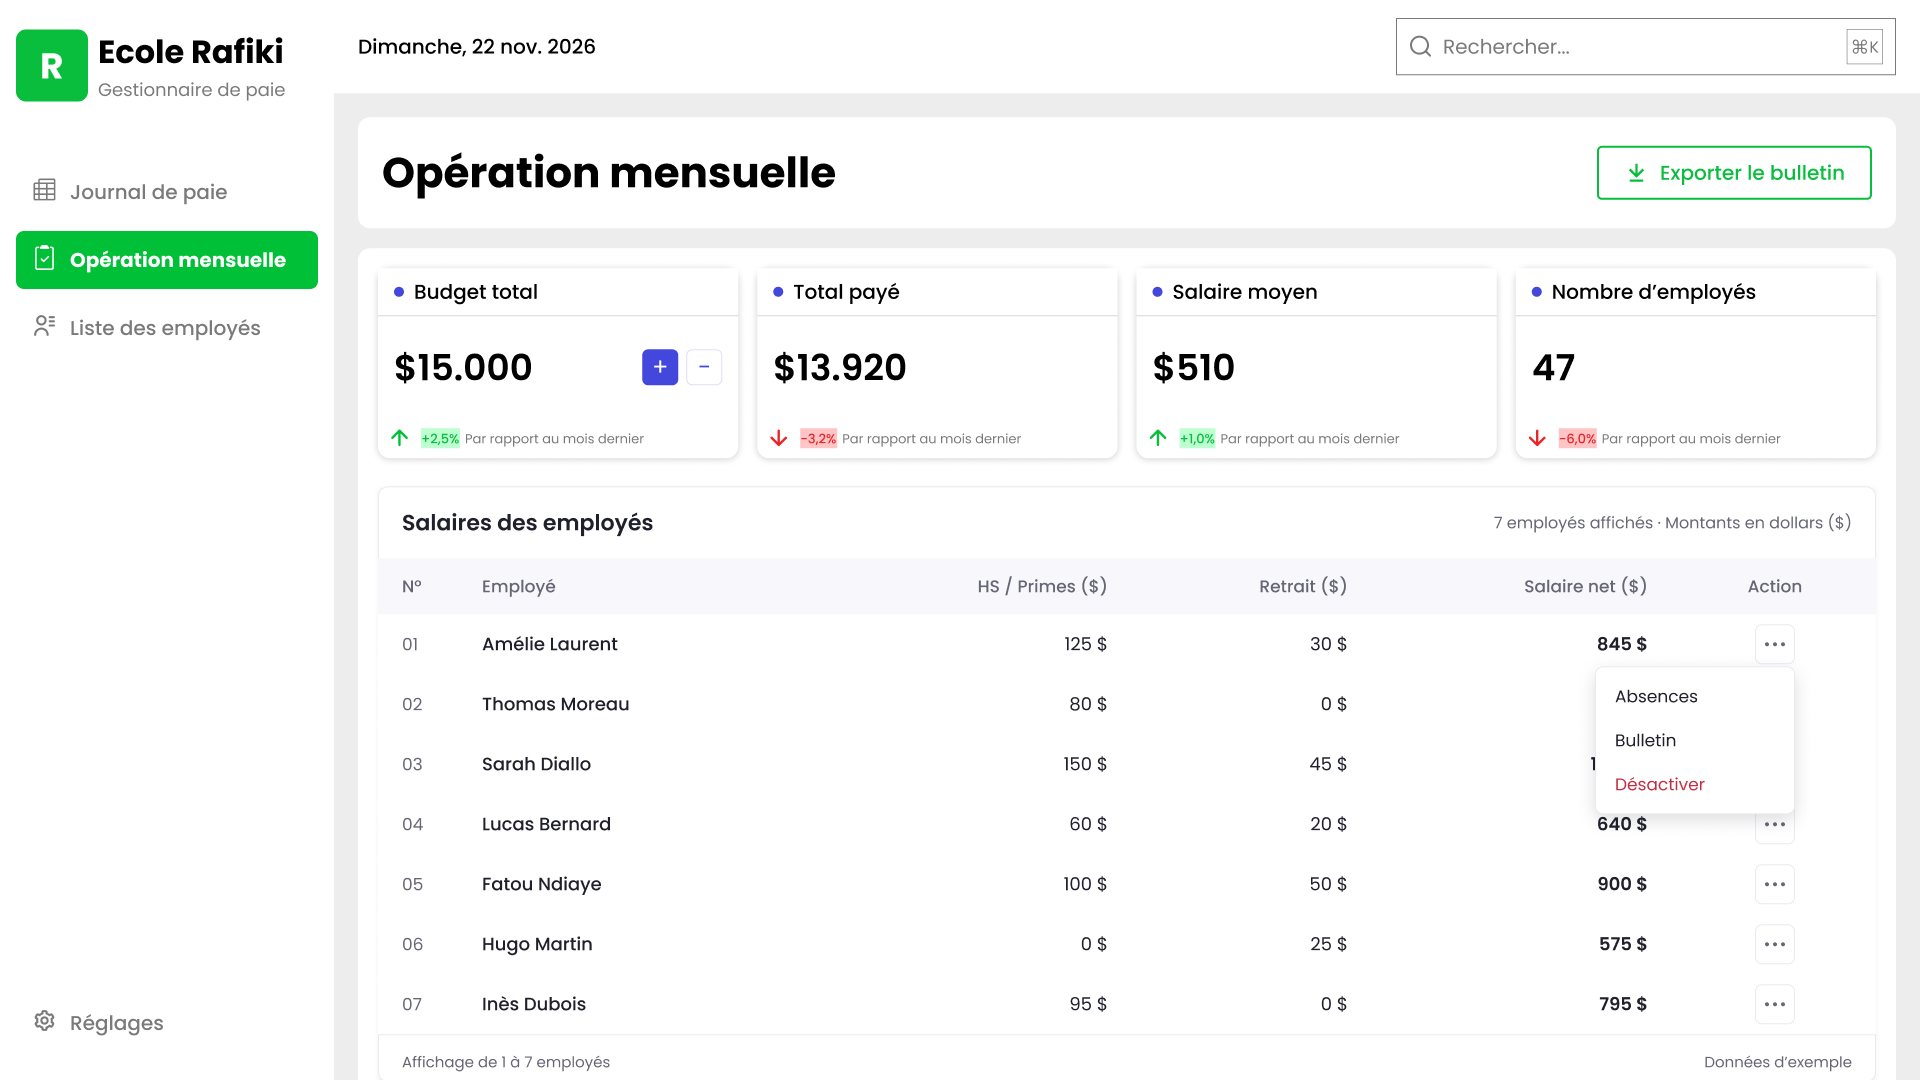 R
Ecole Rafiki
Gestionnaire de paie
Dimanche, 22 nov. 2026
Rechercher...
⌘K
Journal de paie
Opération mensuelle
Liste des employés
Réglages
Opération mensuelle
Exporter le bulletin
Budget total
$15.000
+ -
+2,5% Par rapport au mois dernier
Total payé
$13.920
-3,2% Par rapport au mois dernier
Salaire moyen
$510
+1,0% Par rapport au mois dernier
Nombre d’employés
47
-6,0% Par rapport au mois dernier
Salaires des employés
7 employés affichés · Montants en dollars ($)
N° Employé HS / Primes ($) Retrait ($) Salaire net ($) Action
01 Amélie Laurent 125 $ 30 $ 845 $
02 Thomas Moreau 80 $ 0 $
03 Sarah Diallo 150 $ 45 $
04 Lucas Bernard 60 $ 20 $ 640 $
05 Fatou Ndiaye 100 $ 50 $ 900 $
06 Hugo Martin 0 $ 25 $ 575 $
07 Inès Dubois 95 $ 0 $ 795 $
Absences
Bulletin
Désactiver
Affichage de 1 à 7 employés
Données d’exemple